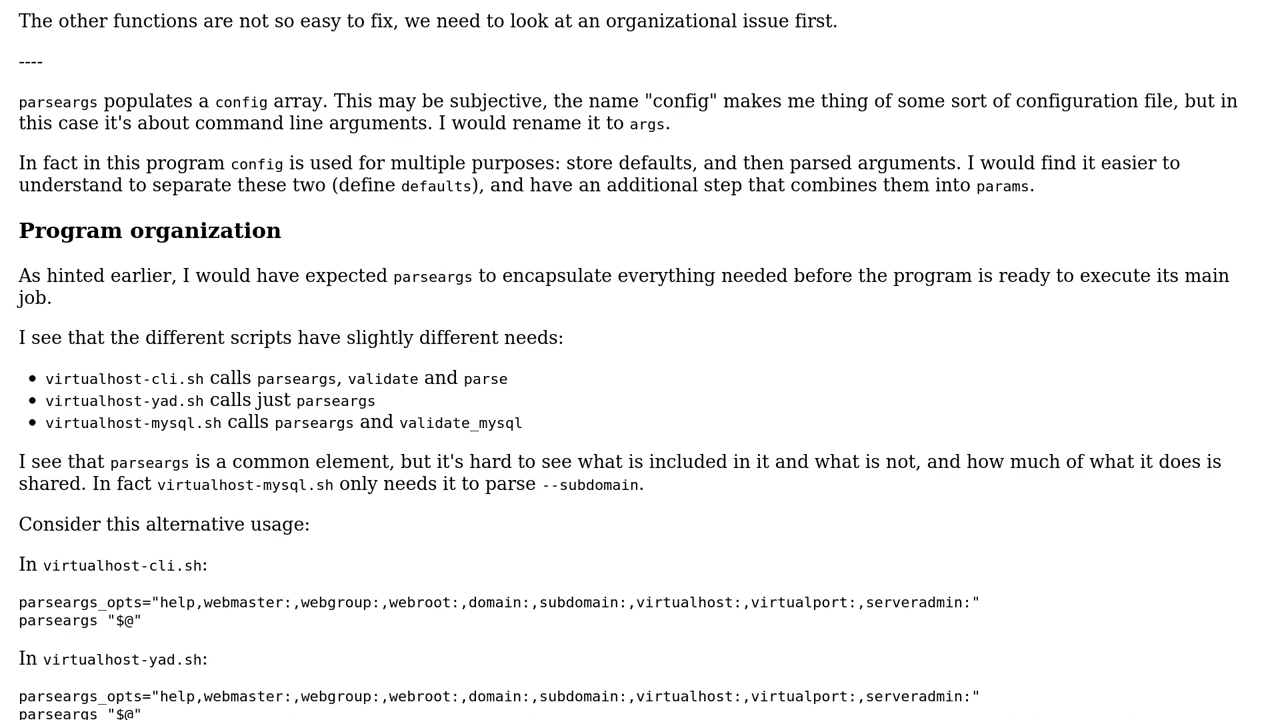 The other functions are not so easy to fix, we need to look at an organizational issue first.
----
parseargs populates a config array. This may be subjective, the name "config" makes me thing of some sort of configuration file, but in
this case it's about command line arguments. I would rename it to args.
In fact in this program config is used for multiple purposes: store defaults, and then parsed arguments. I would find it easier to
understand to separate these two (define defaults), and have an additional step that combines them into params.
Program organization
As hinted earlier, I would have expected parseargs to encapsulate everything needed before the program is ready to execute its main
job.
I see that the different scripts have slightly different needs:
• virtualhost-cli.sh calls parseargs, validate and parse
• virtualhost-yad.sh calls just parseargs
• virtualhost-mysql.sh calls parseargs and validate_mysql
I see that parseargs is a common element, but it's hard to see what is included in it and what is not, and how much of what it does is
shared. In fact virtualhost-mysql.sh only needs it to parse --subdomain.
Consider this alternative usage:
In virtualhost-cli.sh:
parseargs_opts="help,webmaster:,webgroup:,webroot:,domain:,subdomain:,virtualhost:,virtualport:,serveradmin:"
parseargs "$@"
In virtualhost-yad.sh:
parseargs_opts="help,webmaster:,webgroup:,webroot:,domain:,subdomain:,virtualhost:,virtualport:,serveradmin:"
parseargs "$@"